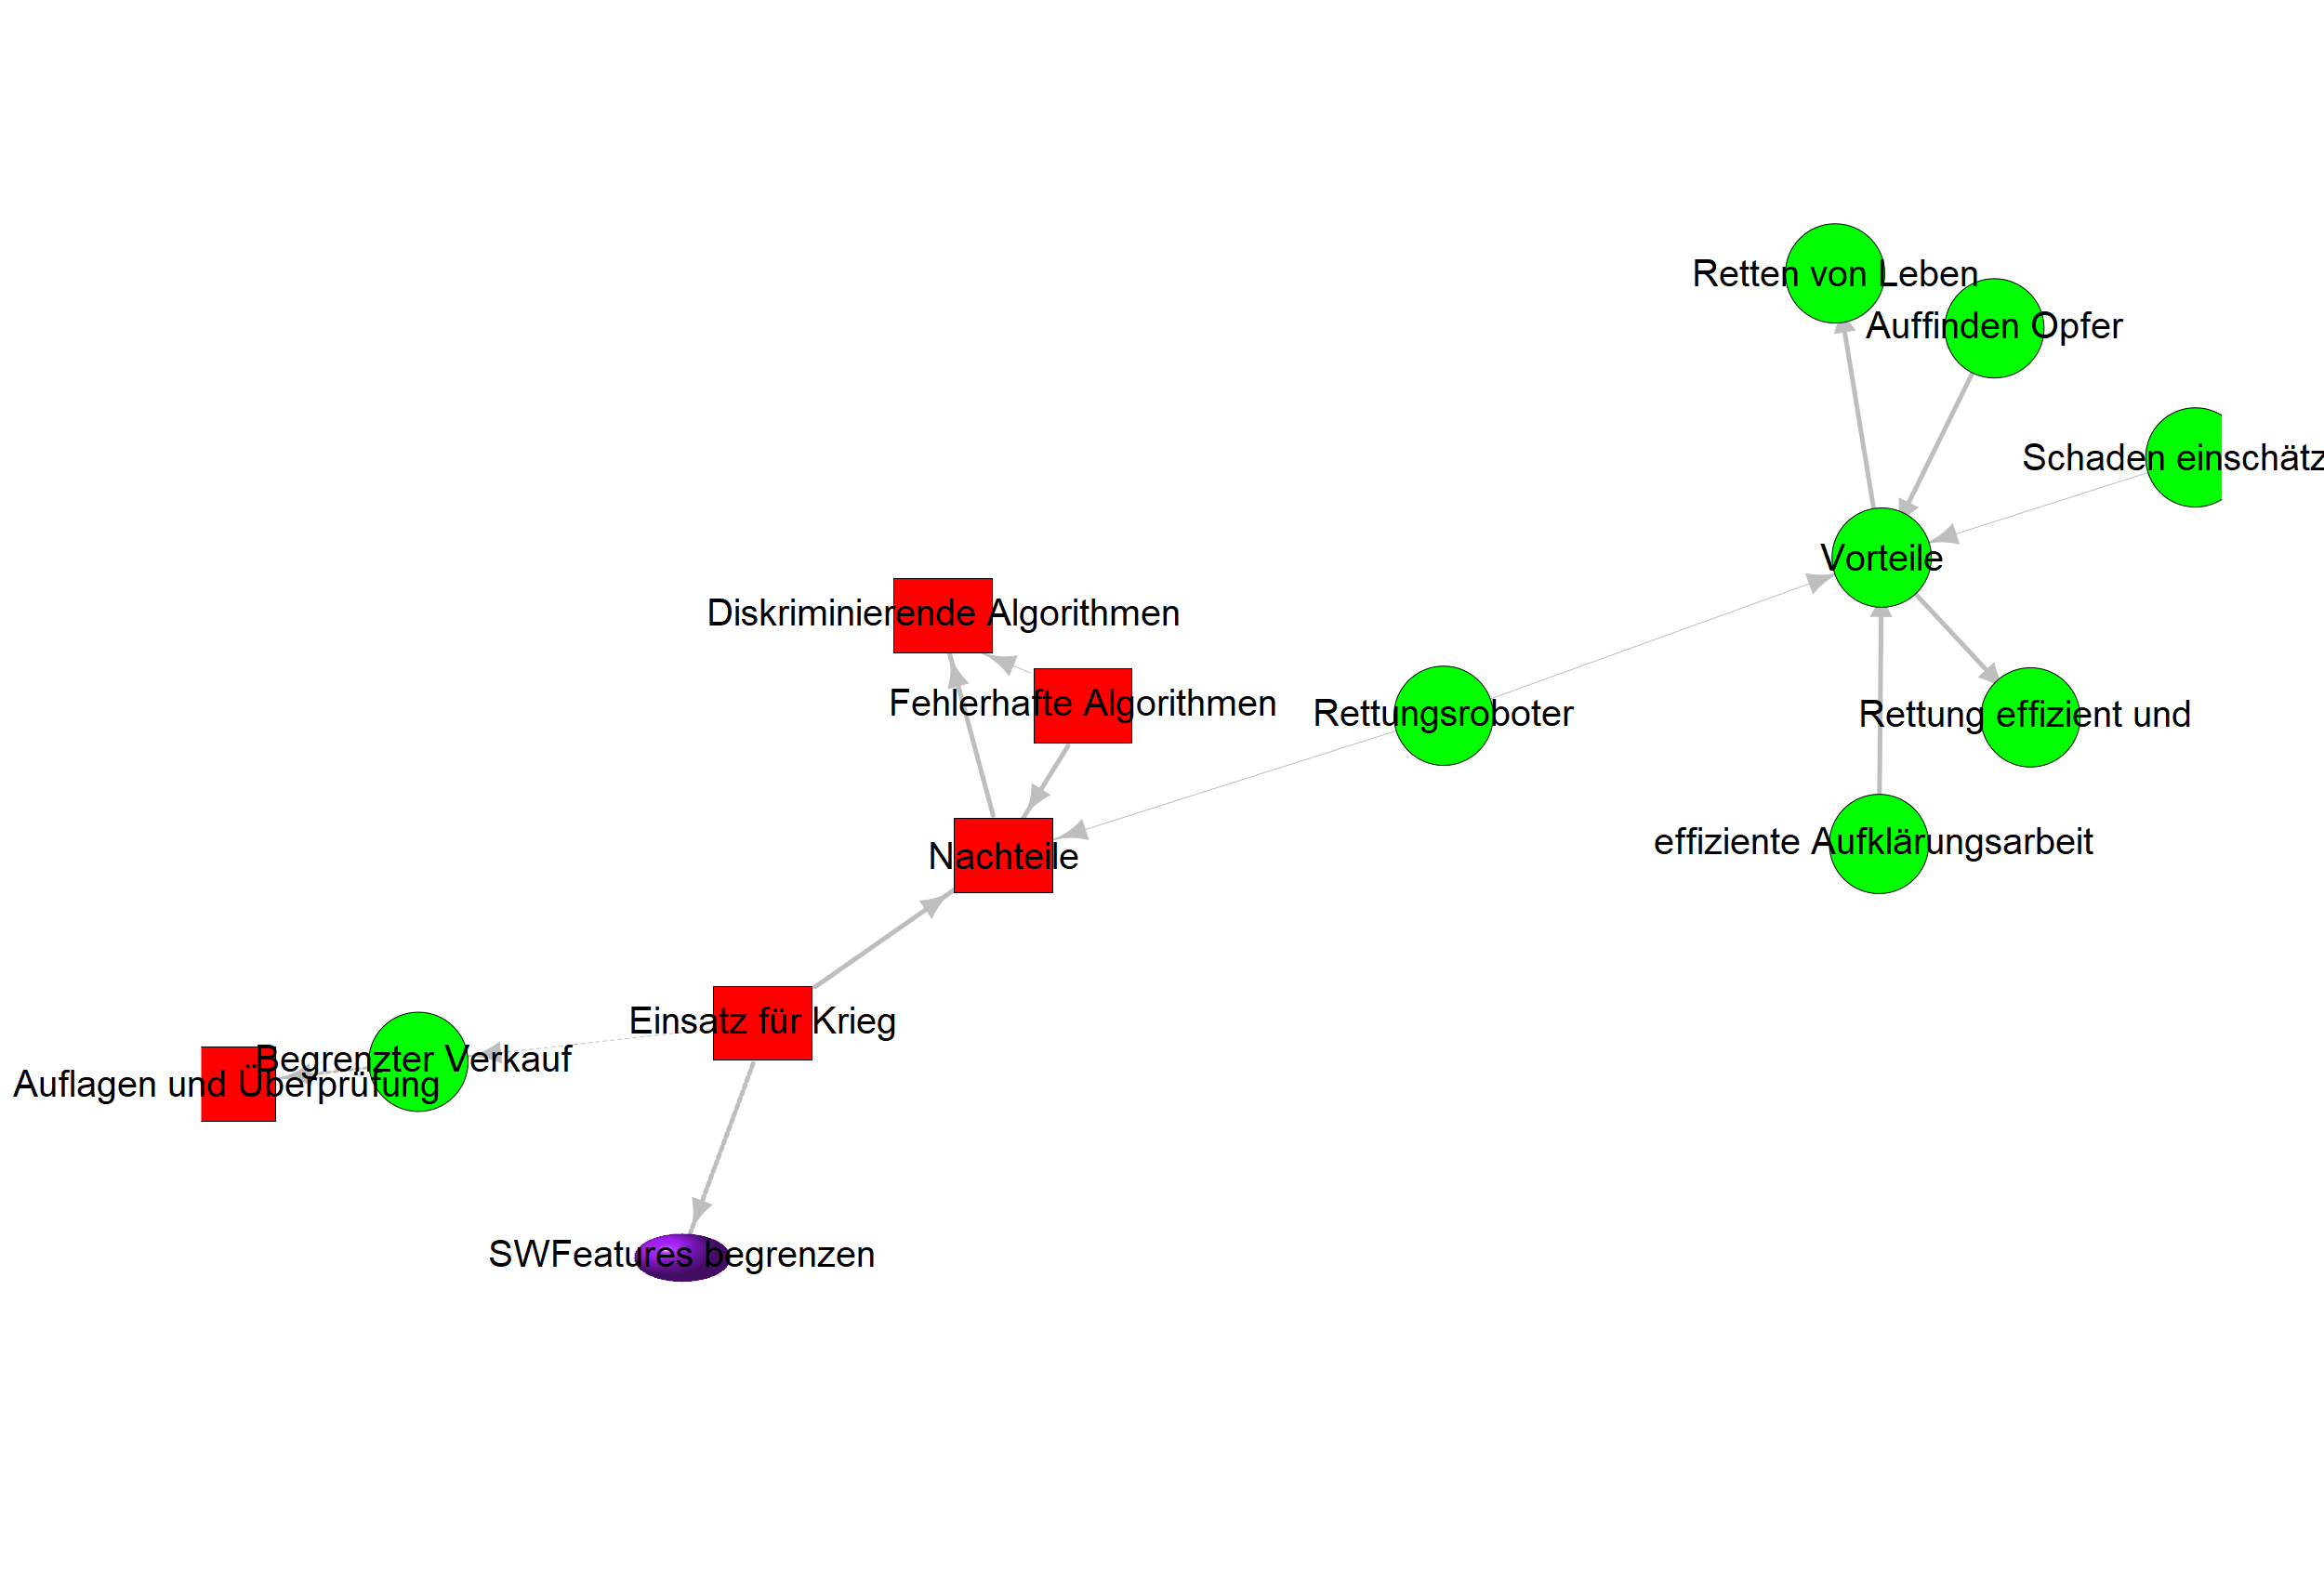 Retten von Leben
Auffinden Opfer
Schaden einschätz
Vorteile
Diskriminierende Algorithmen
Fehlerhafte Algorithmen
Rettungsroboter
Rettung effizient und
effiziente Aufklärungsarbeit
Nachteile
Einsatz für Krieg
Begrenzter Verkauf
Auflagen und Überprüfung
SWFeatures begrenzen